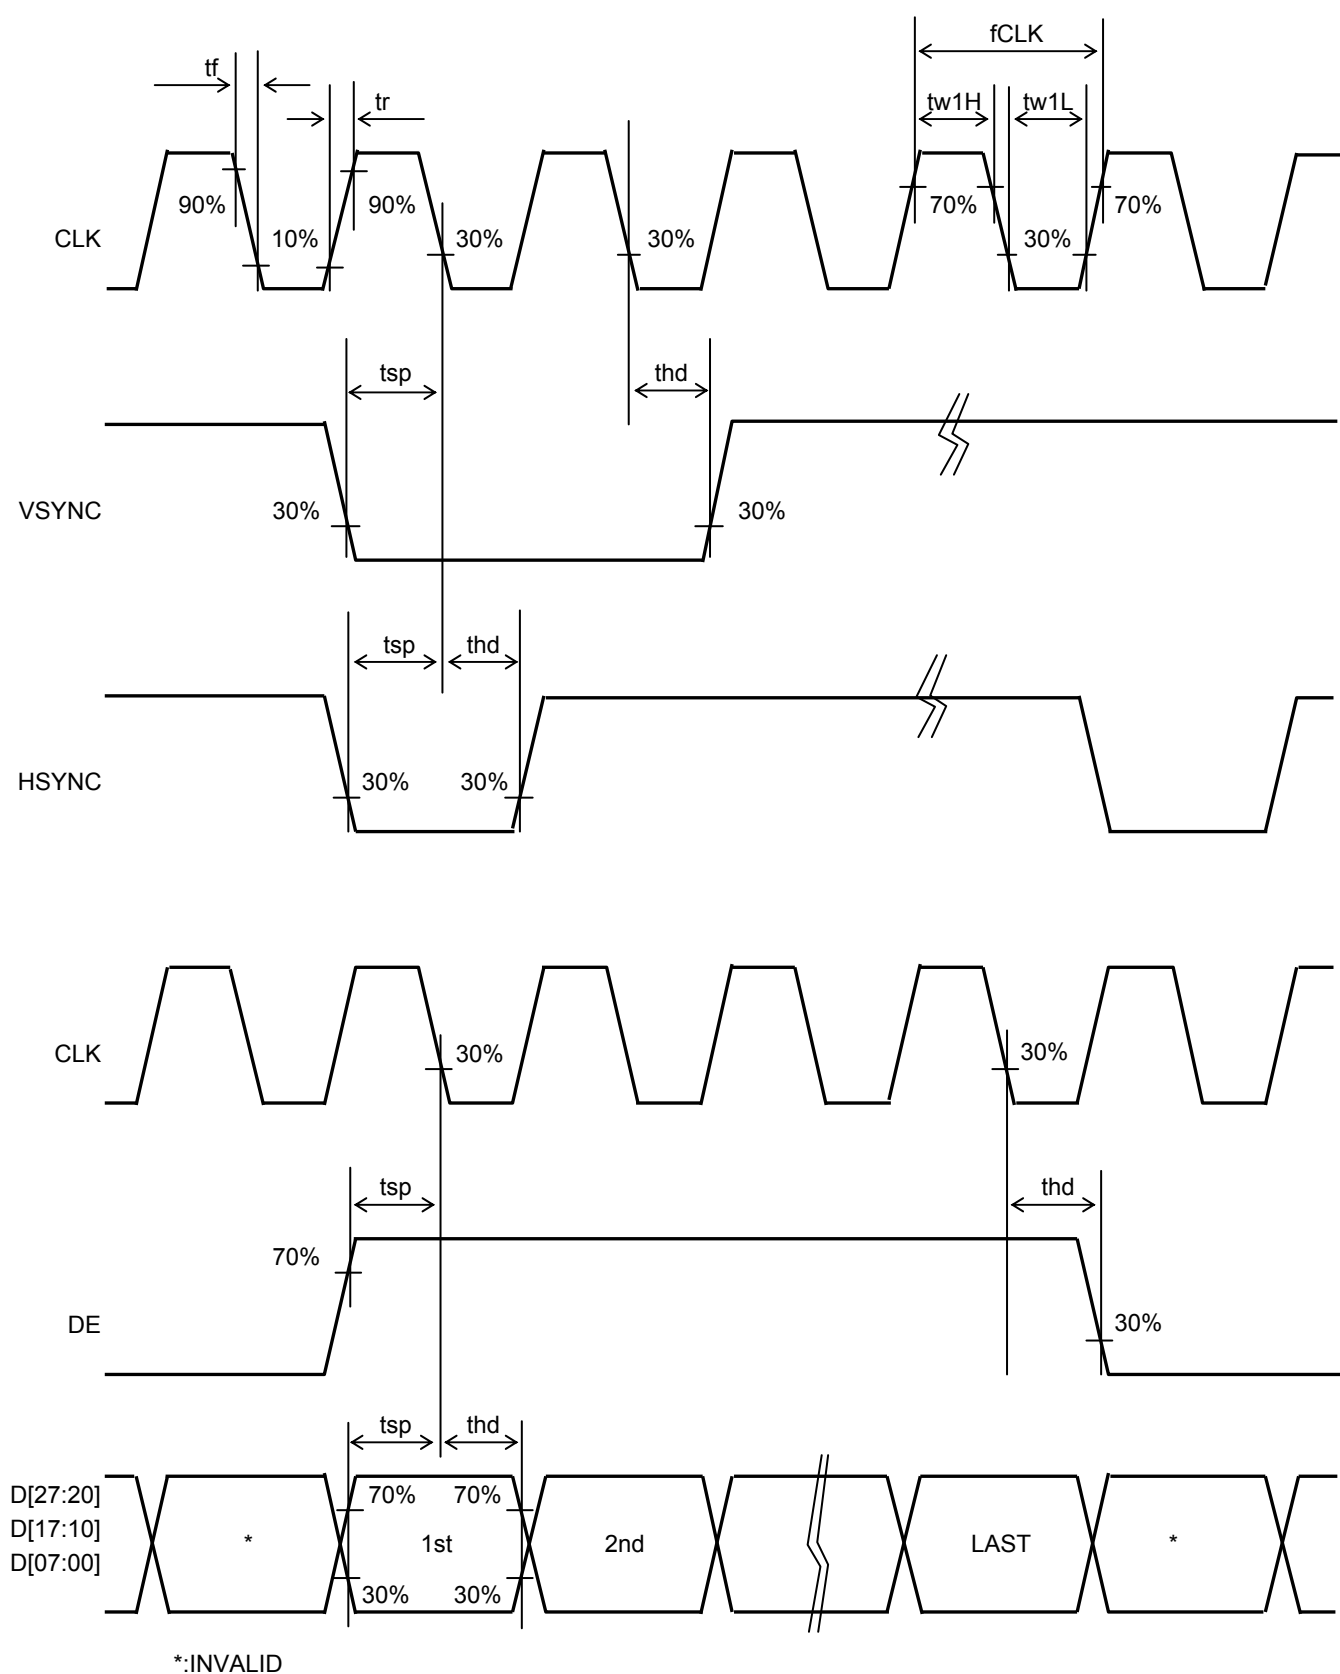 fCLK
tf
tr
tw1H
tw1L
90%
90%
70%
70%
CLK
10%
30%
30%
30%
tsp
thd
VSYNC
30%
30%
tsp
thd
HSYNC
30%
30%
CLK
30%
30%
tsp
thd
70%
DE
30%
tsp
thd
D[27:20]
70%
70%
D[17:10]
*
1st
2nd
LAST
*
D[07:00]
30%
30%
*:INVALID